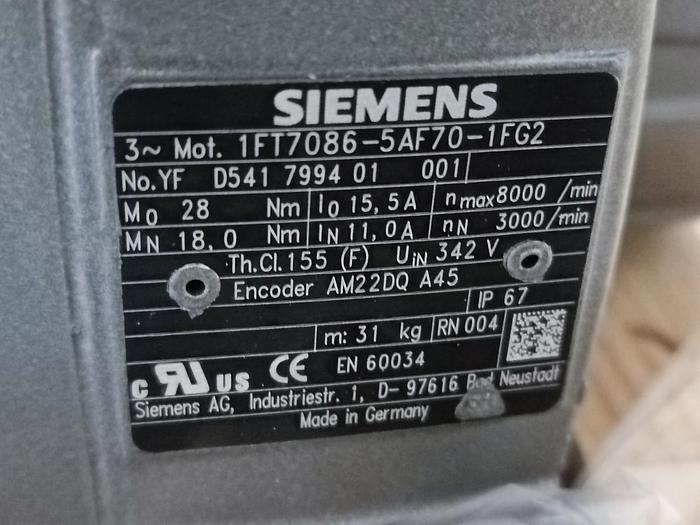 SIEMENS
3~ Mot. 1FT7086-5AF70-1FG2
No.YF D541 7994 01 001
M0 28 Nm I0 15,5A nmax8000 /min
MN 18,0 Nm IN 11,0A nN 3000/min
Th.Cl.155 (F) UIN 342 V
Encoder AM22DQ A45
IP 67
m: 31 kg RN 004
C RU US CE EN 60034
Siemens AG, Industriestr. 1, D- 97616 Bad Neustadt
Made in Germany